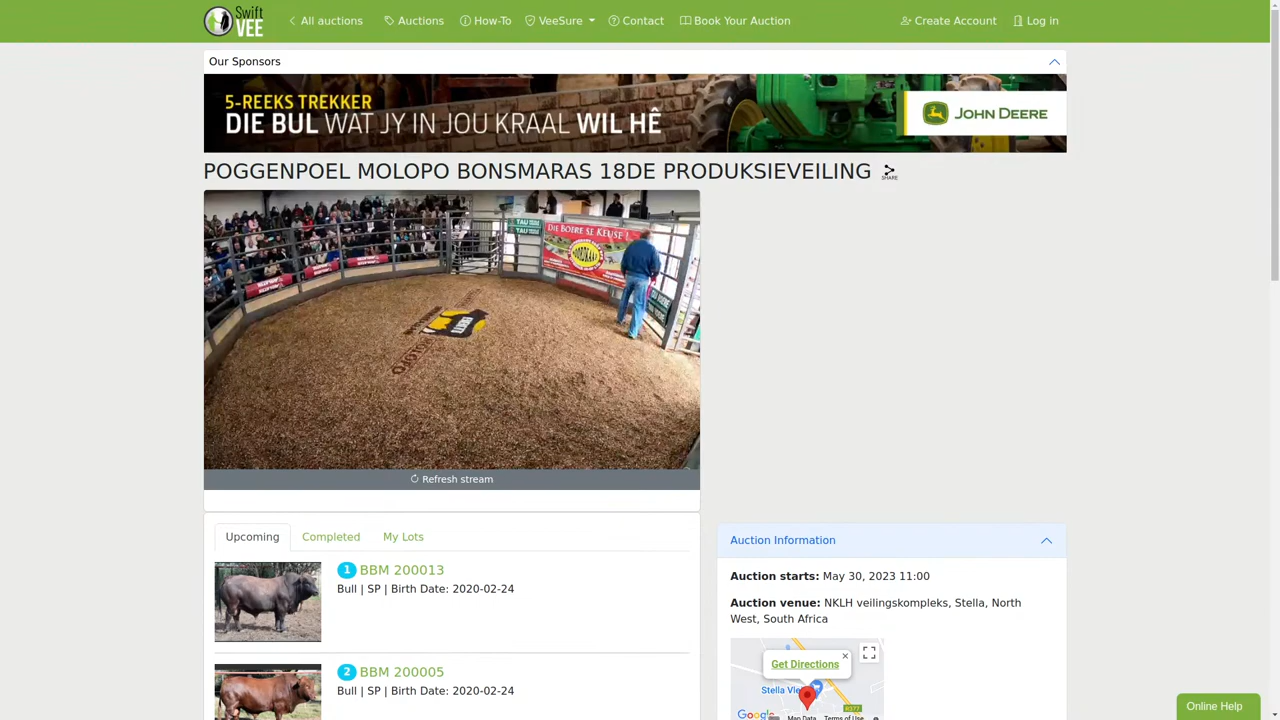 Swift VEE
All auctions
Auctions
How-To
VeeSure
Contact
Book Your Auction
Create Account
Log in
Our Sponsors
5-REEKS TREKKER
DIE BUL WAT JY IN JOU KRAAL WIL HÊ
JOHN DEERE
POGGENPOEL MOLOPO BONSMARAS 18DE PRODUKSIEVEILING
SHARE
DIE BOERE SE KEUSE !
Refresh stream
Upcoming
Completed
My Lots
1 BBM 200013
Bull | SP | Birth Date: 2020-02-24
2 BBM 200005
Bull | SP | Birth Date: 2020-02-24
Auction Information
Auction starts: May 30, 2023 11:00
Auction venue: NKLH veilingskompleks, Stella, North
West, South Africa
Get Directions
Stella Vle
R377
Google
Map Data
Terms of Use
Online Help